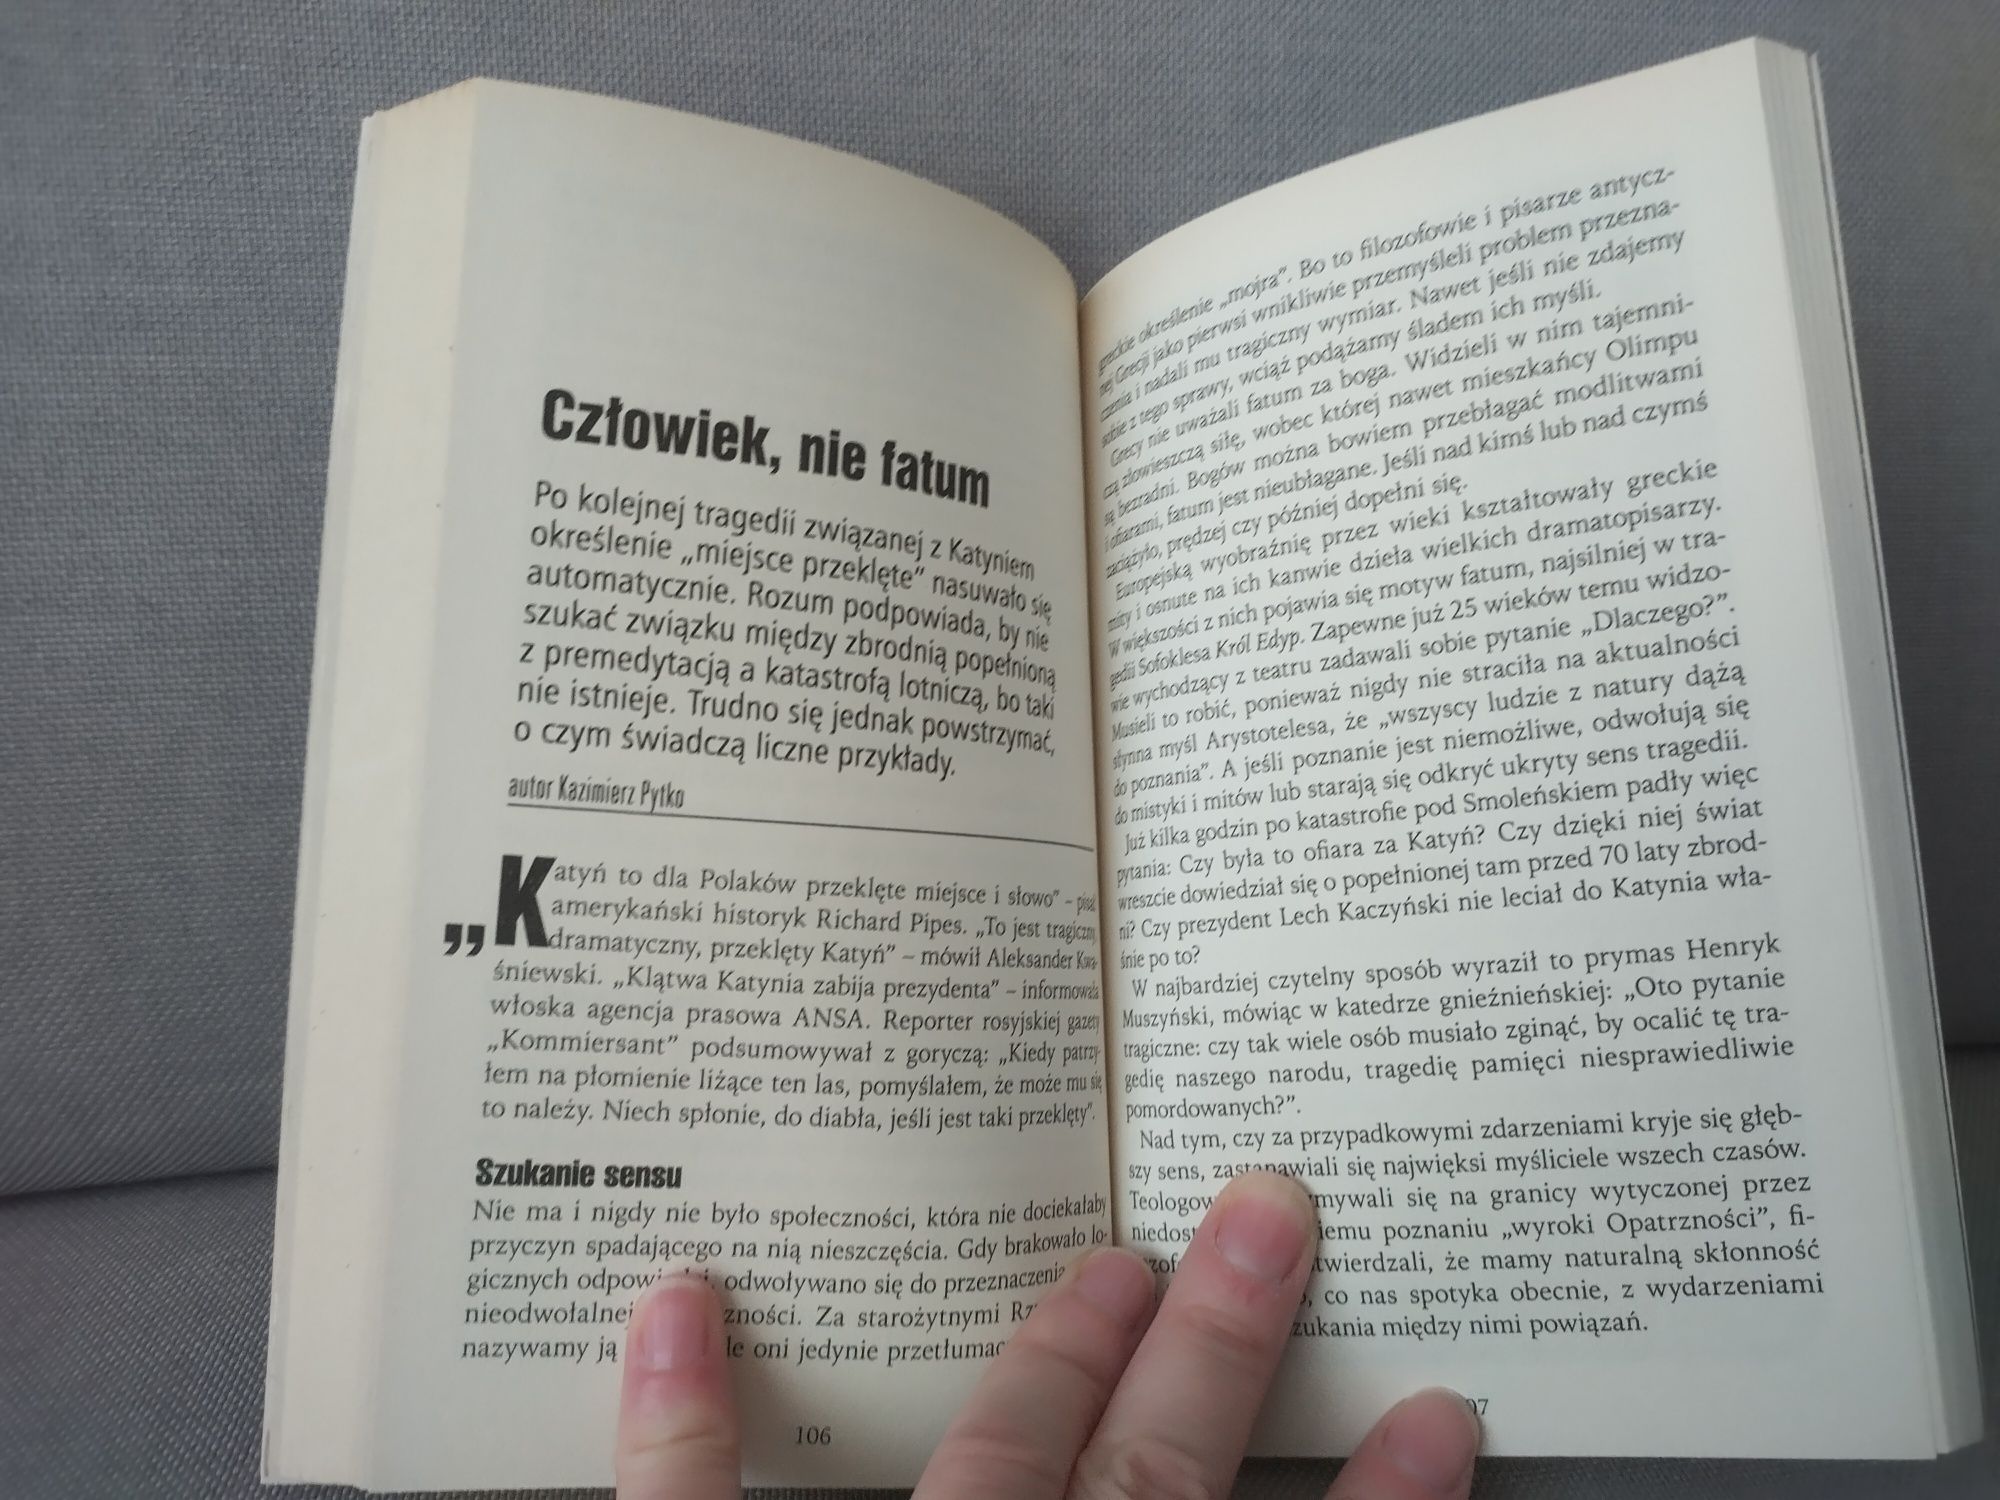 Człowiek, nie fatum
Po kolejnej tragedii związanej z Katyniem
określenie „miejsce przeklęte” nasuwało się
automatycznie. Rozum podpowiada, by nie
szukać związku między zbrodnią popełnioną
z premedytacją a katastrofą lotniczą, bo taki
nie istnieje. Trudno się jednak powstrzymać,
o czym świadczą liczne przykłady.
autor Kazimierz Pytko
„Katyń to dla Polaków przeklęte miejsce i słowo” – pisał
amerykański historyk Richard Pipes. „To jest tragiczny,
dramatyczny, przeklęty Katyń” – mówił Aleksander Kwa-
śniewski. „Klątwa Katynia zabija prezydenta” – informowała
włoska agencja prasowa ANSA. Reporter rosyjskiej gazety
„Kommiersant” podsumowywał z goryczą: „Kiedy patrzy-
łem na płomienie liżące ten las, pomyślałem, że może mu się
to należy. Niech spłonie, do diabła, jeśli jest taki przeklęty”.
Szukanie sensu
Nie ma i nigdy nie było społeczności, która nie dociekałaby
przyczyn spadającego na nią nieszczęścia. Gdy brakowało lo-
gicznych odpowiedzi, odwoływano się do przeznaczenia
nieodwołalnej
Za starożytnymi
nazywamy ją
oni jedynie
106
greckie określenie „mojra”. Bo to filozofowie i pisarze antycz-
nej Grecji jako pierwsi wnikliwie przemyśleli problem przezna-
czenia i nadali mu tragiczny wymiar. Nawet jeśli nie zdajemy
sobie z tego sprawy, wciąż podążamy śladem ich myśli.
Grecy nie uważali fatum za boga. Widzieli w nim tajemni-
czą złowieszczą siłę, wobec której nawet mieszkańcy Olimpu
są bezradni. Bogów można bowiem przebłagać modlitwami
i ofiarami, fatum jest nieubłagane. Jeśli nad kimś lub nad czymś
zaciążyło, prędzej czy później dopełni się.
Europejską wyobraźnię przez wieki kształtowały greckie
mity i osnute na ich kanwie dzieła wielkich dramatopisarzy.
W większości z nich pojawia się motyw fatum, najsilniej w tra-
gedii Sofoklesa Król Edyp. Zapewne już 25 wieków temu widzo-
wie wychodzący z teatru zadawali sobie pytanie „Dlaczego?”.
Musieli to robić, ponieważ nigdy nie straciła na aktualności
słynna myśl Arystotelesa, że „wszyscy ludzie z natury dążą
do poznania”. A jeśli poznanie jest niemożliwe, odwołują się
do mistyki i mitów lub starają się odkryć ukryty sens tragedii.
Już kilka godzin po katastrofie pod Smoleńskiem padły więc
pytania: Czy była to ofiara za Katyń? Czy dzięki niej świat
wreszcie dowiedział się o popełnionej tam przed 70 laty zbrod-
ni? Czy prezydent Lech Kaczyński nie leciał do Katynia wła-
śnie po to?
W najbardziej czytelny sposób wyraził to prymas Henryk
Muszyński, mówiąc w katedrze gnieźnieńskiej: „Oto pytanie
tragiczne: czy tak wiele osób musiało zginąć, by ocalić tę tra-
gedię naszego narodu, tragedię pamięci niesprawiedliwie
pomordowanych?”.
Nad tym, czy za przypadkowymi zdarzeniami kryje się głęb-
szy sens, zastanawiali się najwięksi myśliciele wszech czasów.
się na granicy wytyczonej przez
poznaniu „wyroki Opatrzności”, fi-
że mamy naturalną skłonność
co nas spotyka obecnie, z wydarzeniami
między nimi powiązań.